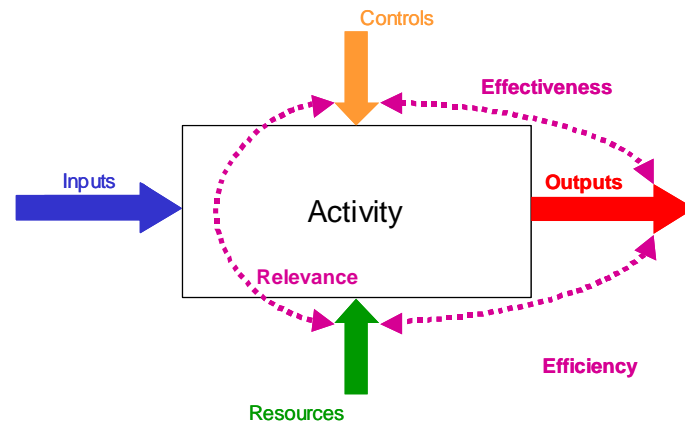 Controls
Effectiveness
Inputs
Outputs
Activity
Relevance
Efficiency
Resources